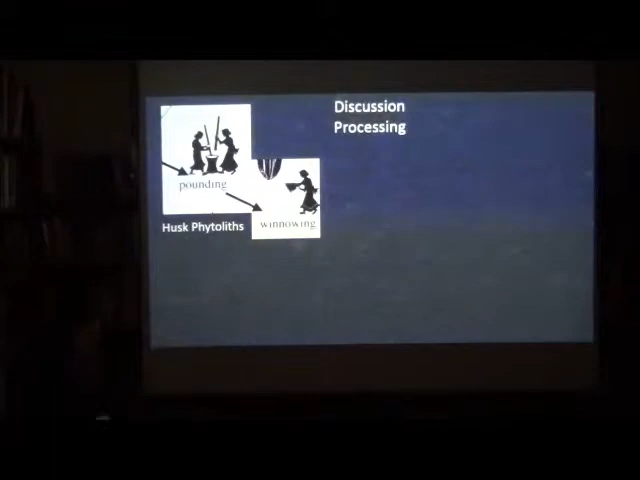 Discussion
Processing
pounding
winnowing
Husk Phytoliths